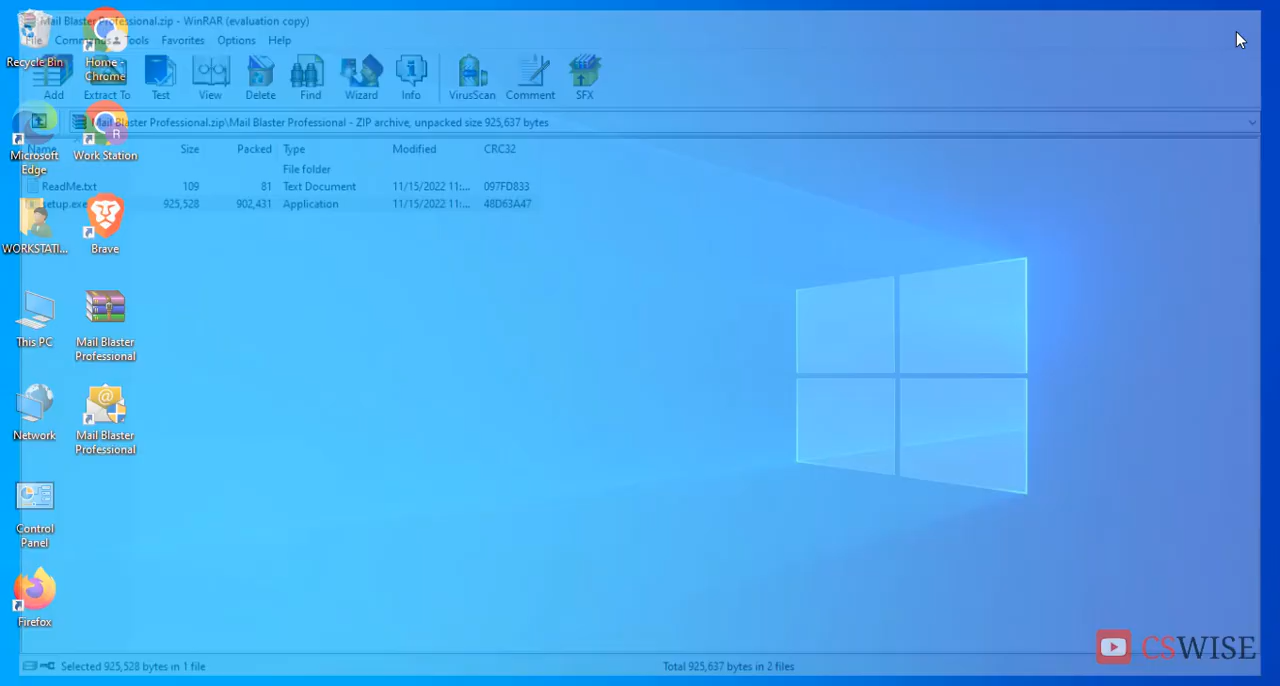 Mail Blaster Professional.zip - WinRAR (evaluation copy)
File Commands Tools Favorites Options Help
Add Extract To Test View Delete Find Wizard Info VirusScan Comment SFX
Mail Blaster Professional.zip\Mail Blaster Professional - ZIP archive, unpacked size 925,637 bytes
Name Size Packed Type Modified CRC32
File folder
ReadMe.txt 109 81 Text Document 11/15/2022 11:... 097FD833
setup.exe 925,528 902,431 Application 11/15/2022 11:... 48D63A47
Recycle Bin
Home -
Chrome
Microsoft
Edge
R
Work Station
WORKSTATI...
Brave
This PC
Mail Blaster
Professional
Network
Mail Blaster
Professional
Control
Panel
Firefox
Selected 925,528 bytes in 1 file
Total 925,637 bytes in 2 files
CSWISE